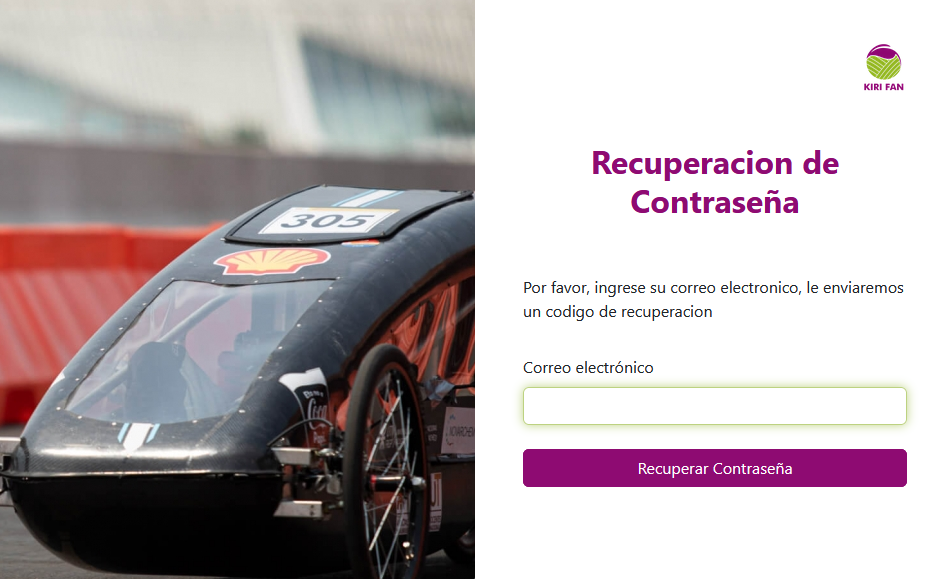 KIRI FAN
Recuperacion de
Contraseña
Por favor, ingrese su correo electronico, le enviaremos
un codigo de recuperacion
Correo electrónico
Recuperar Contraseña
305